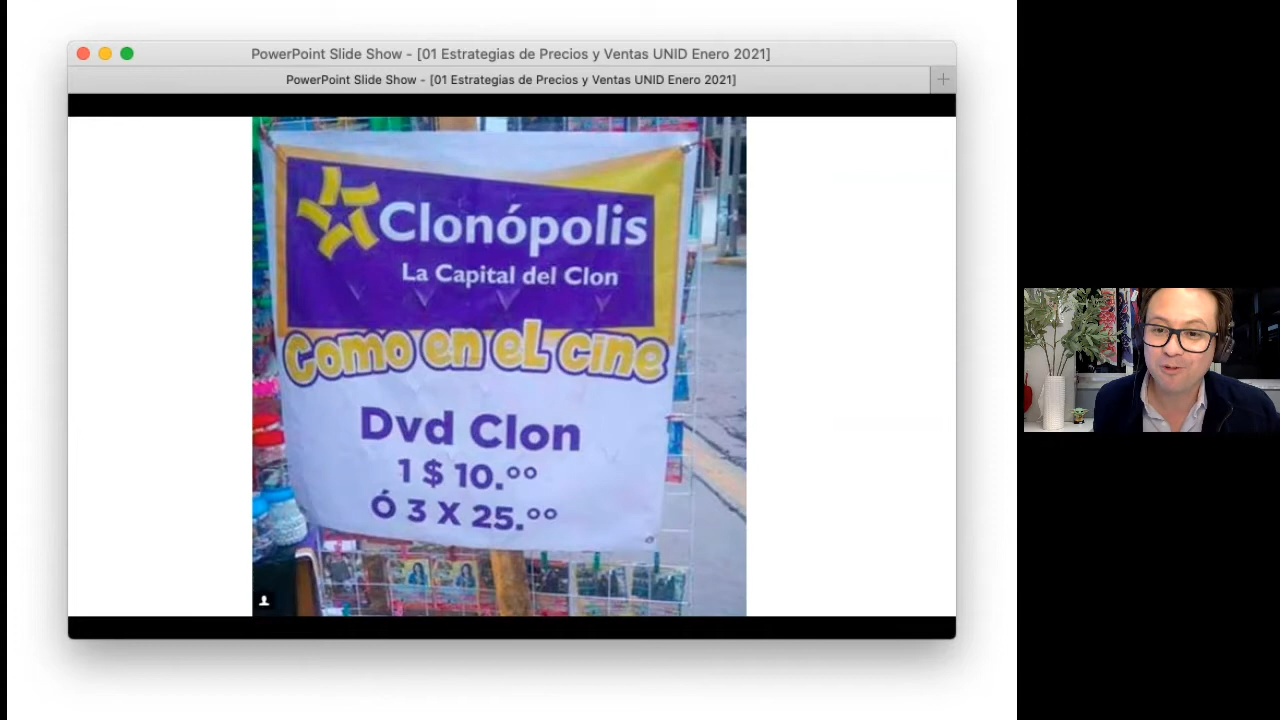 PowerPoint Slide Show - [01 Estrategias de Precios y Ventas UNID Enero 2021]
PowerPoint Slide Show - [01 Estrategias de Precios y Ventas UNID Enero 2021]
Clonópolis
La Capital del Clon
Como en el cine
Dvd Clon
1 $ 10.ºº
Ó 3 X 25.ºº